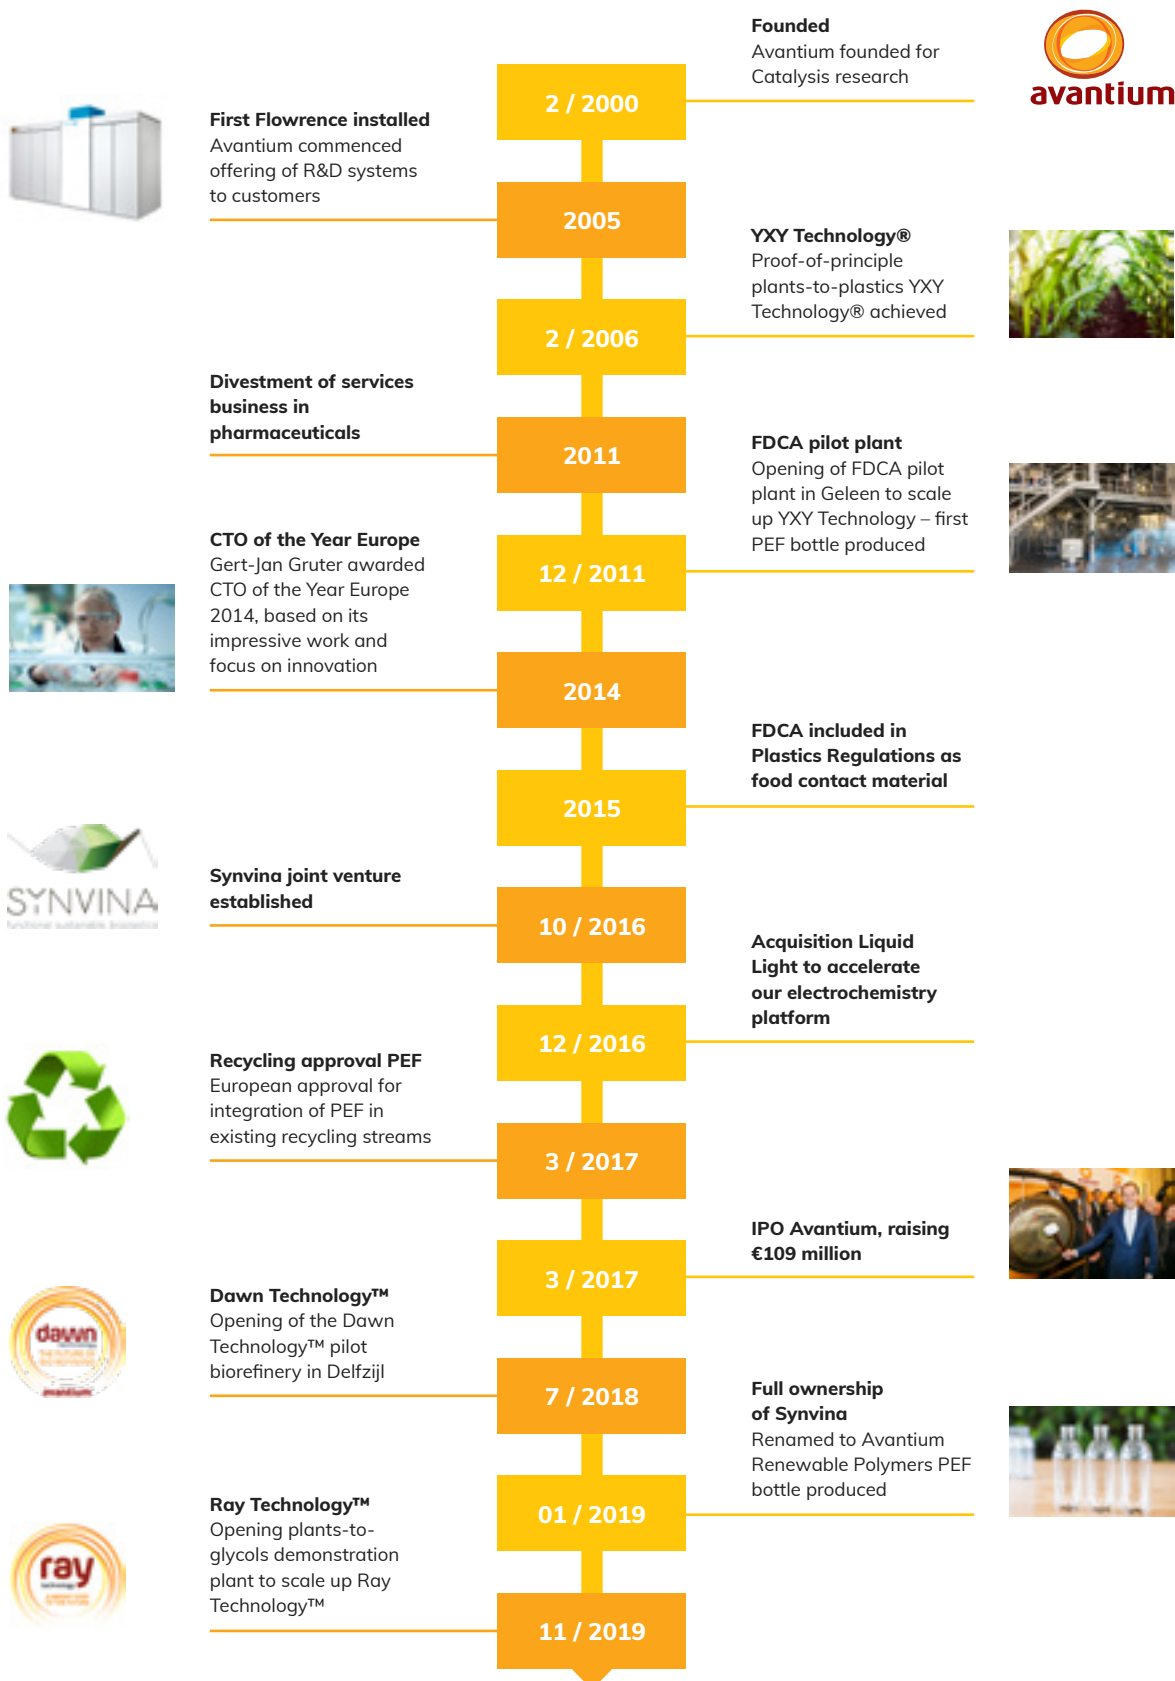 Founded
Avantium founded for
Catalysis research
avantium
2 / 2000
First Flowrence installed
Avantium commenced
offering of R&D systems
to customers
2005
YXY Technology®
Proof-of-principle
plants-to-plastics YXY
Technology® achieved
2 / 2006
Divestment of services
business in
pharmaceuticals
2011
FDCA pilot plant
Opening of FDCA pilot
plant in Geleen to scale
up YXY Technology – first
PEF bottle produced
12 / 2011
CTO of the Year Europe
Gert-Jan Gruter awarded
CTO of the Year Europe
2014, based on its
impressive work and
focus on innovation
2014
FDCA included in
Plastics Regulations as
food contact material
2015
SYNVINA
Synvina joint venture
established
10 / 2016
Acquisition Liquid
Light to accelerate
our electrochemistry
platform
12 / 2016
Recycling approval PEF
European approval for
integration of PEF in
existing recycling streams
3 / 2017
IPO Avantium, raising
€109 million
3 / 2017
dawn
avantium
Dawn Technology™
Opening of the Dawn
Technology™ pilot
biorefinery in Delfzijl
7 / 2018
Full ownership
of Synvina
Renamed to Avantium
Renewable Polymers PEF
bottle produced
01 / 2019
ray
Ray Technology™
Opening plants-to-
glycols demonstration
plant to scale up Ray
Technology™
11 / 2019